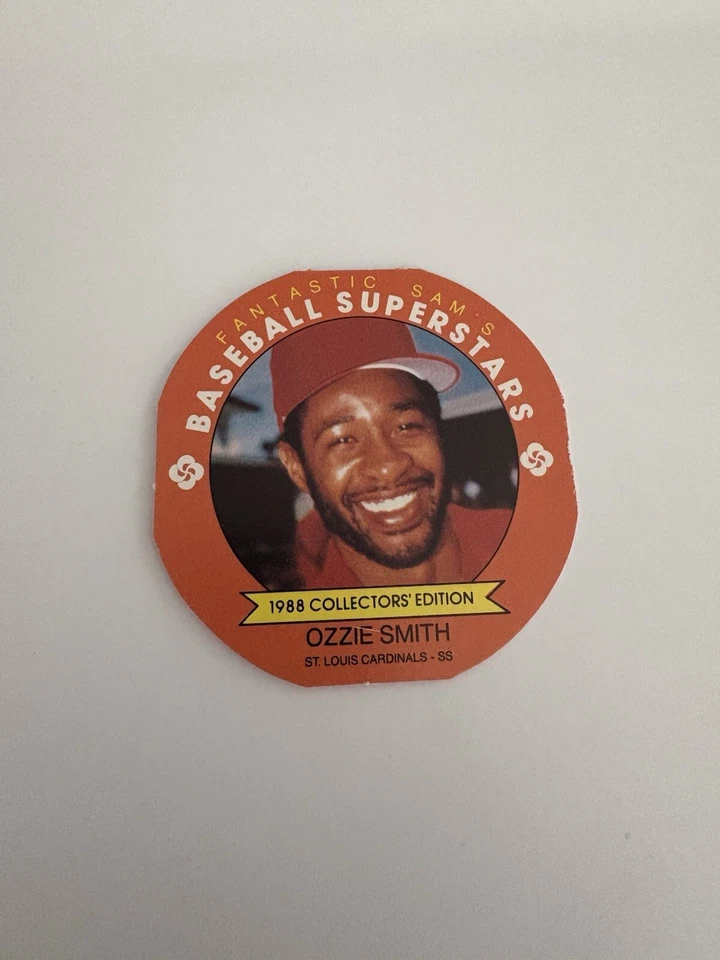 FANTASTIC SAM'S
BASEBALL SUPERSTARS
1988 COLLECTORS' EDITION
OZZIE SMITH
ST. LOUIS CARDINALS - SS